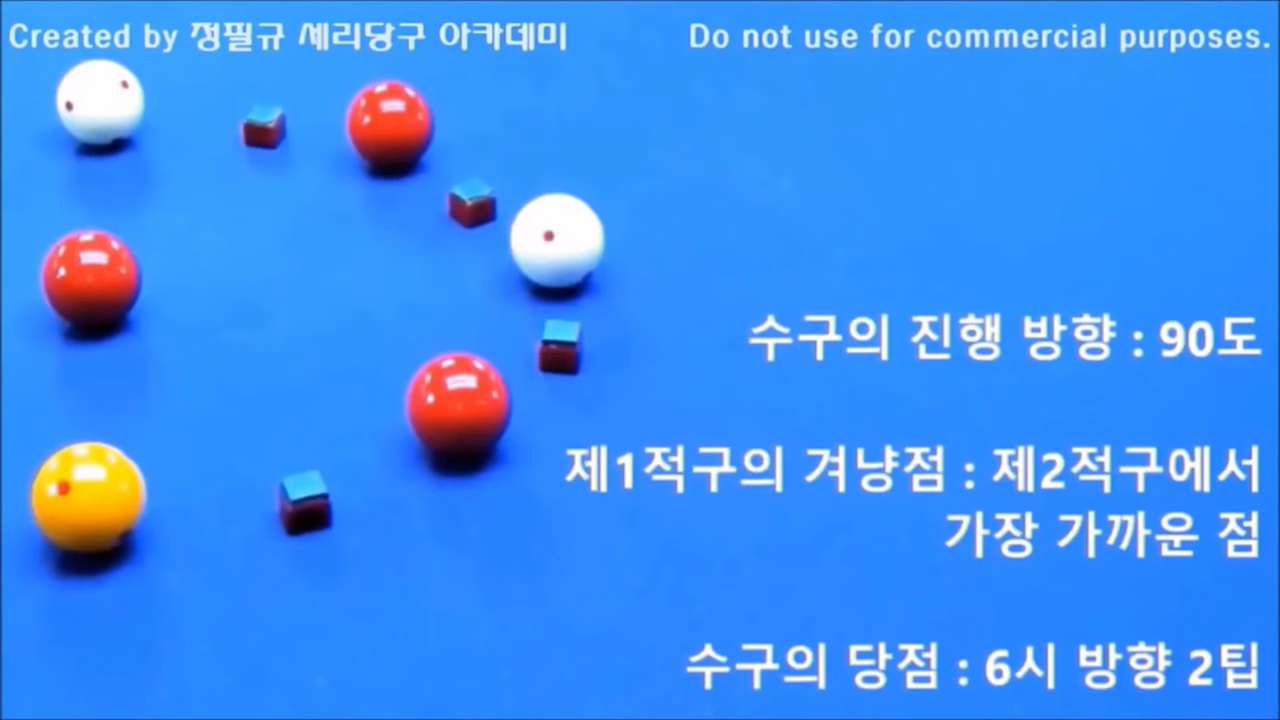 Created by 정필규 세리당구 아카데미
Do not use for commercial purposes.
수구의 진행 방향 : 90도
제1적구의 겨냥점 : 제2적구에서
가장 가까운 점
수구의 당점 : 6시 방향 2팁